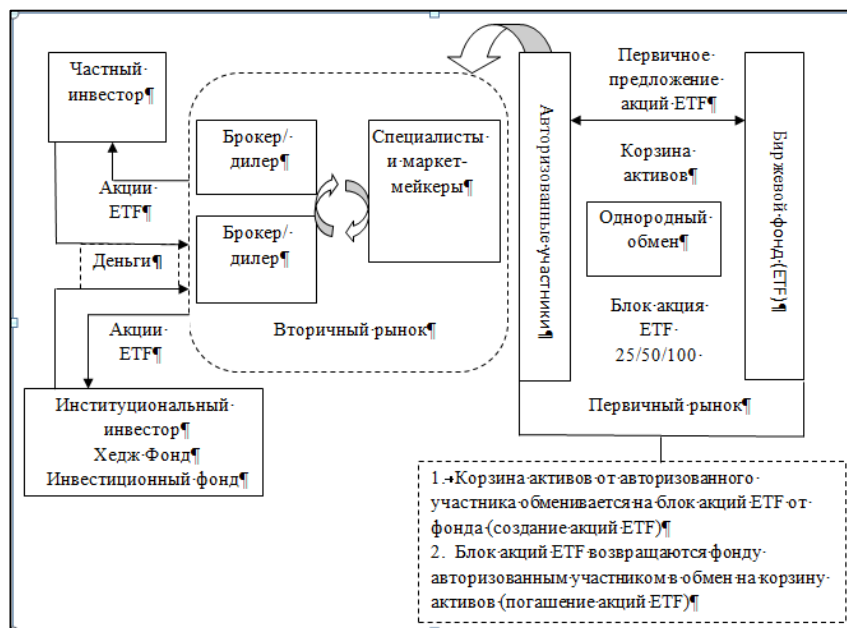 Частный
инвестор
Акции
ETF
Деньги
Акции
ETF
Институциональный
инвестор
Хедж Фонд
Инвестиционный фонд
Брокер/
дилер
Брокер/
дилер
Специалисты
и маркет-
мейкеры
Вторичный рынок
Авторизованные участники
Первичное
предложение
акций ETF
Корзина
активов
Однородный
обмен
Блок акция
ETF
25/50/100
Биржевой фонд (ETF)
Первичный рынок
1. Корзина активов от авторизованного
участника обменивается на блок акций ETF от
фонда (создание акций ETF)
2. Блок акций ETF возвращаются фонду
авторизованным участником в обмен на корзину
активов (погашение акций ETF)